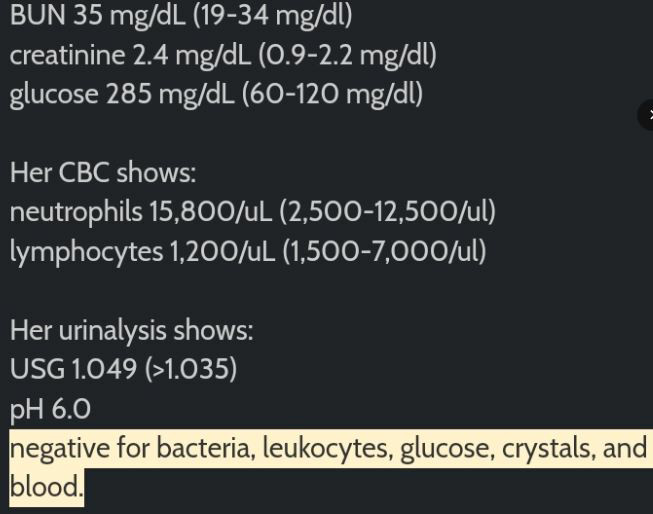 BUN 35 mg/dL (19-34 mg/dl)
creatinine 2.4 mg/dL (0.9-2.2 mg/dl)
glucose 285 mg/dL (60-120 mg/dl)
Her CBC shows:
neutrophils 15,800/uL (2,500-12,500/ul)
lymphocytes 1,200/uL (1,500-7,000/ul)
Her urinalysis shows:
USG 1.049 (>1.035)
pH 6.0
negative for bacteria, leukocytes, glucose, crystals, and
blood.